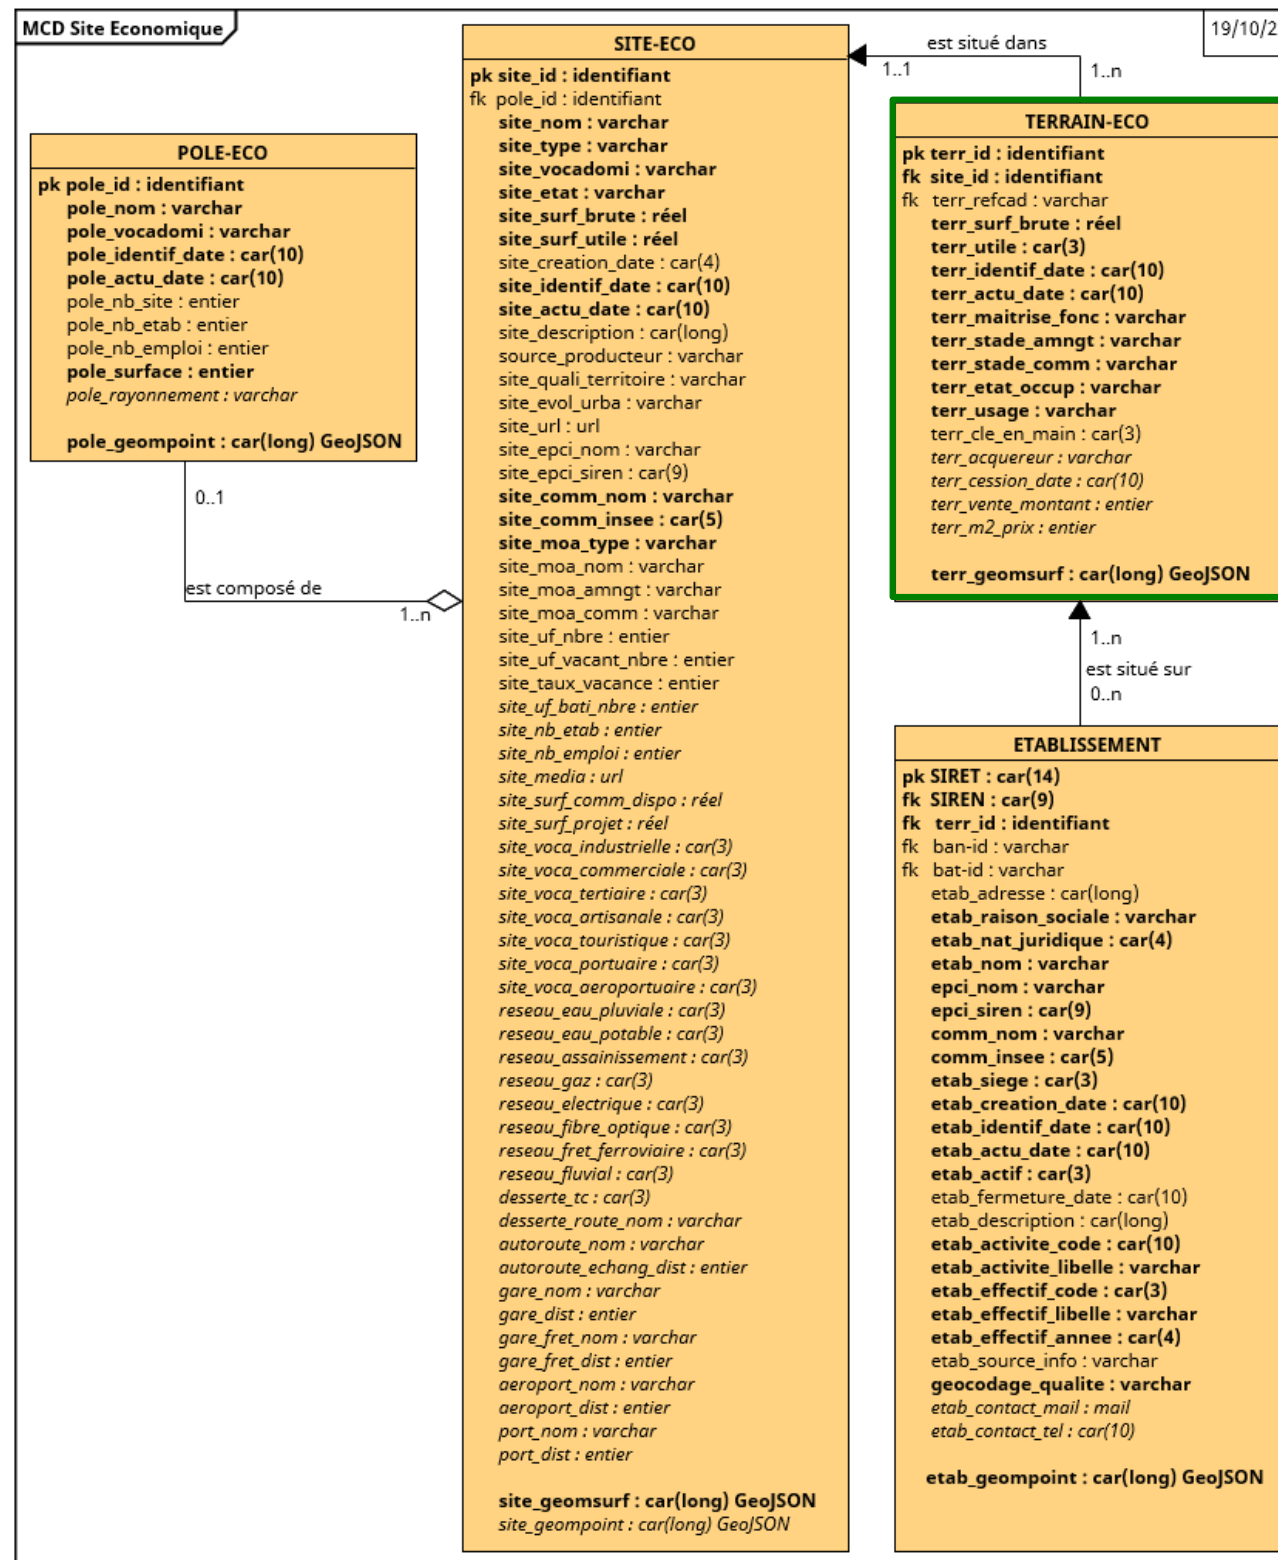 MCD Site Economique
19/10/2
POLE-ECO
pk pole_id : identifiant
pole_nom : varchar
pole_vocadomi : varchar
pole_identif_date : car(10)
pole_actu_date : car(10)
pole_nb_site : entier
pole_nb_etab : entier
pole_nb_emploi : entier
pole_surface : entier
pole_rayonnement : varchar
pole_geompoint : car(long) GeoJSON
0..1
est composé de
1..n
SITE-ECO
pk site_id : identifiant
fk pole_id : identifiant
site_nom : varchar
site_type : varchar
site_vocadomi : varchar
site_etat : varchar
site_surf_brute : réel
site_surf_utile : réel
site_creation_date : car(4)
site_identif_date : car(10)
site_actu_date : car(10)
site_description : car(long)
source_producteur : varchar
site_quali_territoire : varchar
site_evol_urba : varchar
site_url : url
site_epci_nom : varchar
site_epci_siren : car(9)
site_comm_nom : varchar
site_comm_insee : car(5)
site_moa_type : varchar
site_moa_nom : varchar
site_moa_amngt : varchar
site_moa_comm : varchar
site_uf_nbre : entier
site_uf_vacant_nbre : entier
site_taux_vacance : entier
site_uf_bati_nbre : entier
site_nb_etab : entier
site_nb_emploi : entier
site_media : url
site_surf_comm_dispo : réel
site_surf_projet : réel
site_voca_industrielle : car(3)
site_voca_commerciale : car(3)
site_voca_tertiaire : car(3)
site_voca_artisanale : car(3)
site_voca_touristique : car(3)
site_voca_portuaire : car(3)
site_voca_aeroportuaire : car(3)
reseau_eau_pluviale : car(3)
reseau_eau_potable : car(3)
reseau_assainissement : car(3)
reseau_gaz : car(3)
reseau_electrique : car(3)
reseau_fibre_optique : car(3)
reseau_fret_ferroviaire : car(3)
reseau_fluvial : car(3)
desserte_tc : car(3)
desserte_route_nom : varchar
autoroute_nom : varchar
autoroute_echang_dist : entier
gare_nom : varchar
gare_dist : entier
gare_fret_nom : varchar
gare_fret_dist : entier
aeroport_nom : varchar
aeroport_dist : entier
port_nom : varchar
port_dist : entier
site_geomsurf : car(long) GeoJSON
site_geompoint : car(long) GeoJSON
est situé dans
1..1
1..n
TERRAIN-ECO
pk terr_id : identifiant
fk site_id : identifiant
fk terr_refcad : varchar
terr_surf_brute : réel
terr_utile : car(3)
terr_identif_date : car(10)
terr_actu_date : car(10)
terr_maitrise_fonc : varchar
terr_stade_amngt : varchar
terr_stade_comm : varchar
terr_etat_occup : varchar
terr_usage : varchar
terr_cle_en_main : car(3)
terr_acquereur : varchar
terr_cession_date : car(10)
terr_vente_montant : entier
terr_m2_prix : entier
terr_geomsurf : car(long) GeoJSON
1..n
est situé sur
0..n
ETABLISSEMENT
pk SIRET : car(14)
fk SIREN : car(9)
fk terr_id : identifiant
fk ban-id : varchar
fk bat-id : varchar
etab_adresse : car(long)
etab_raison_sociale : varchar
etab_nat_juridique : car(4)
etab_nom : varchar
epci_nom : varchar
epci_siren : car(9)
comm_nom : varchar
comm_insee : car(5)
etab_siege : car(3)
etab_creation_date : car(10)
etab_identif_date : car(10)
etab_actu_date : car(10)
etab_actif : car(3)
etab_fermeture_date : car(10)
etab_description : car(long)
etab_activite_code : car(10)
etab_activite_libelle : varchar
etab_effectif_code : car(3)
etab_effectif_libelle : varchar
etab_effectif_annee : car(4)
etab_source_info : varchar
geocodage_qualite : varchar
etab_contact_mail : mail
etab_contact_tel : car(10)
etab_geompoint : car(long) GeoJSON